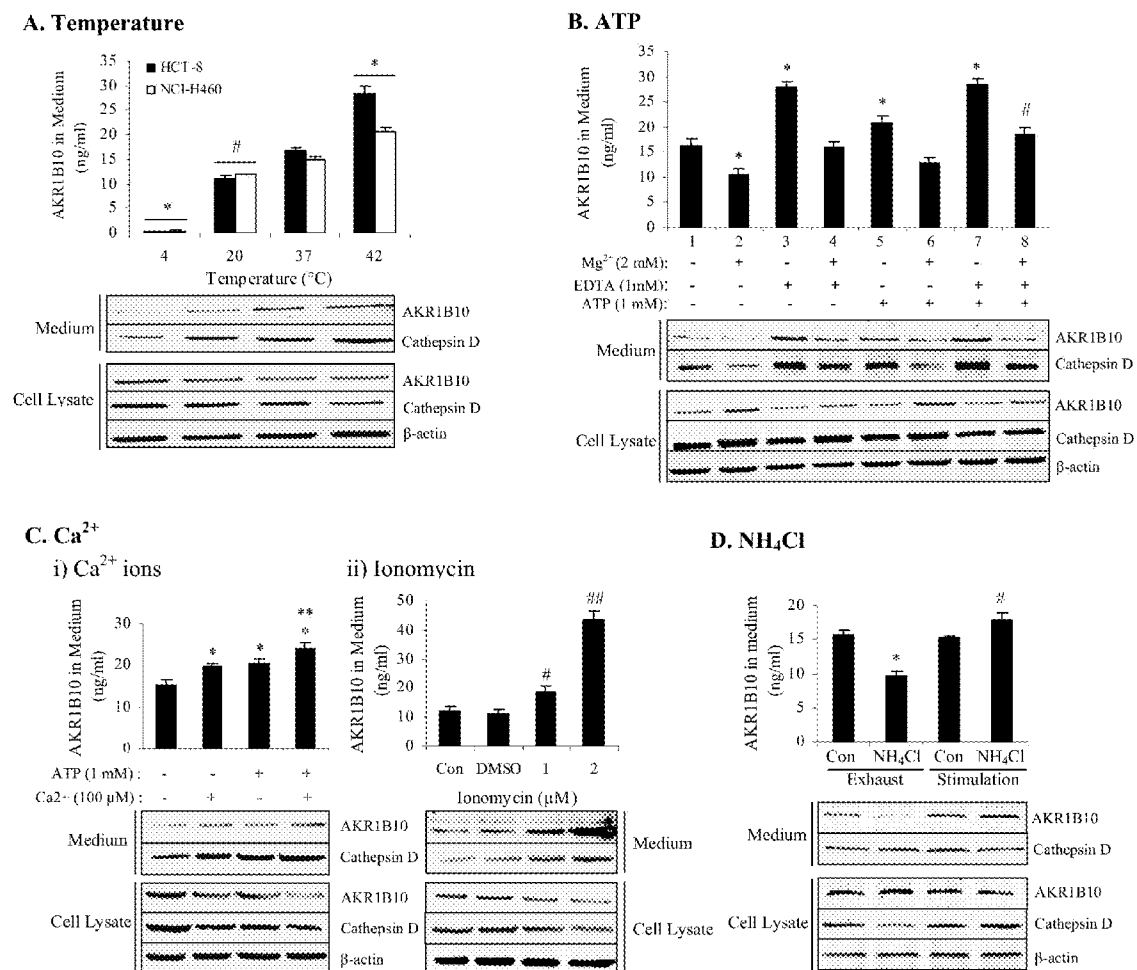 A. Temperature
AKR1B10 in Medium
(ng/ml)
35
30
25
20
15
10
5
0
HCT-8
NCI-H460
*
#
*
4 20 37 42
Temperature (°C)
Medium
AKR1B10
Cathepsin D
Cell Lysate
AKR1B10
Cathepsin D
β-actin
B. ATP
AKR1B10 in Medium
(ng/ml)
35
30
25
20
15
10
5
0
* * * * #
1 2 3 4 5 6 7 8
Mg2+ (2 mM): - + - + - + - +
EDTA (1mM): - - + + - - + +
ATP (1 mM): - - - - + + + +
Medium
AKR1B10
Cathepsin D
Cell Lysate
AKR1B10
Cathepsin D
β-actin
C. Ca2+
i) Ca2+ ions
AKR1B10 in Medium
(ng/ml)
30
20
10
0
* * ** *
ATP (1 mM) : - - + +
Ca2+ (100 µM) : - + - +
Medium
AKR1B10
Cathepsin D
Cell Lysate
AKR1B10
Cathepsin D
β-actin
ii) Ionomycin
AKR1B10 in Medium
(ng/ml)
50
40
30
20
10
0
# ##
Con DMSO 1 2
Ionomycin (µM)
Medium
Cell Lysate
D. NH4Cl
AKR1B10 in medium
(ng/ml)
20
15
10
5
0
* #
Con NH4Cl Con NH4Cl
Exhaust Stimulation
Medium
AKR1B10
Cathepsin D
Cell Lysate
AKR1B10
Cathepsin D
β-actin